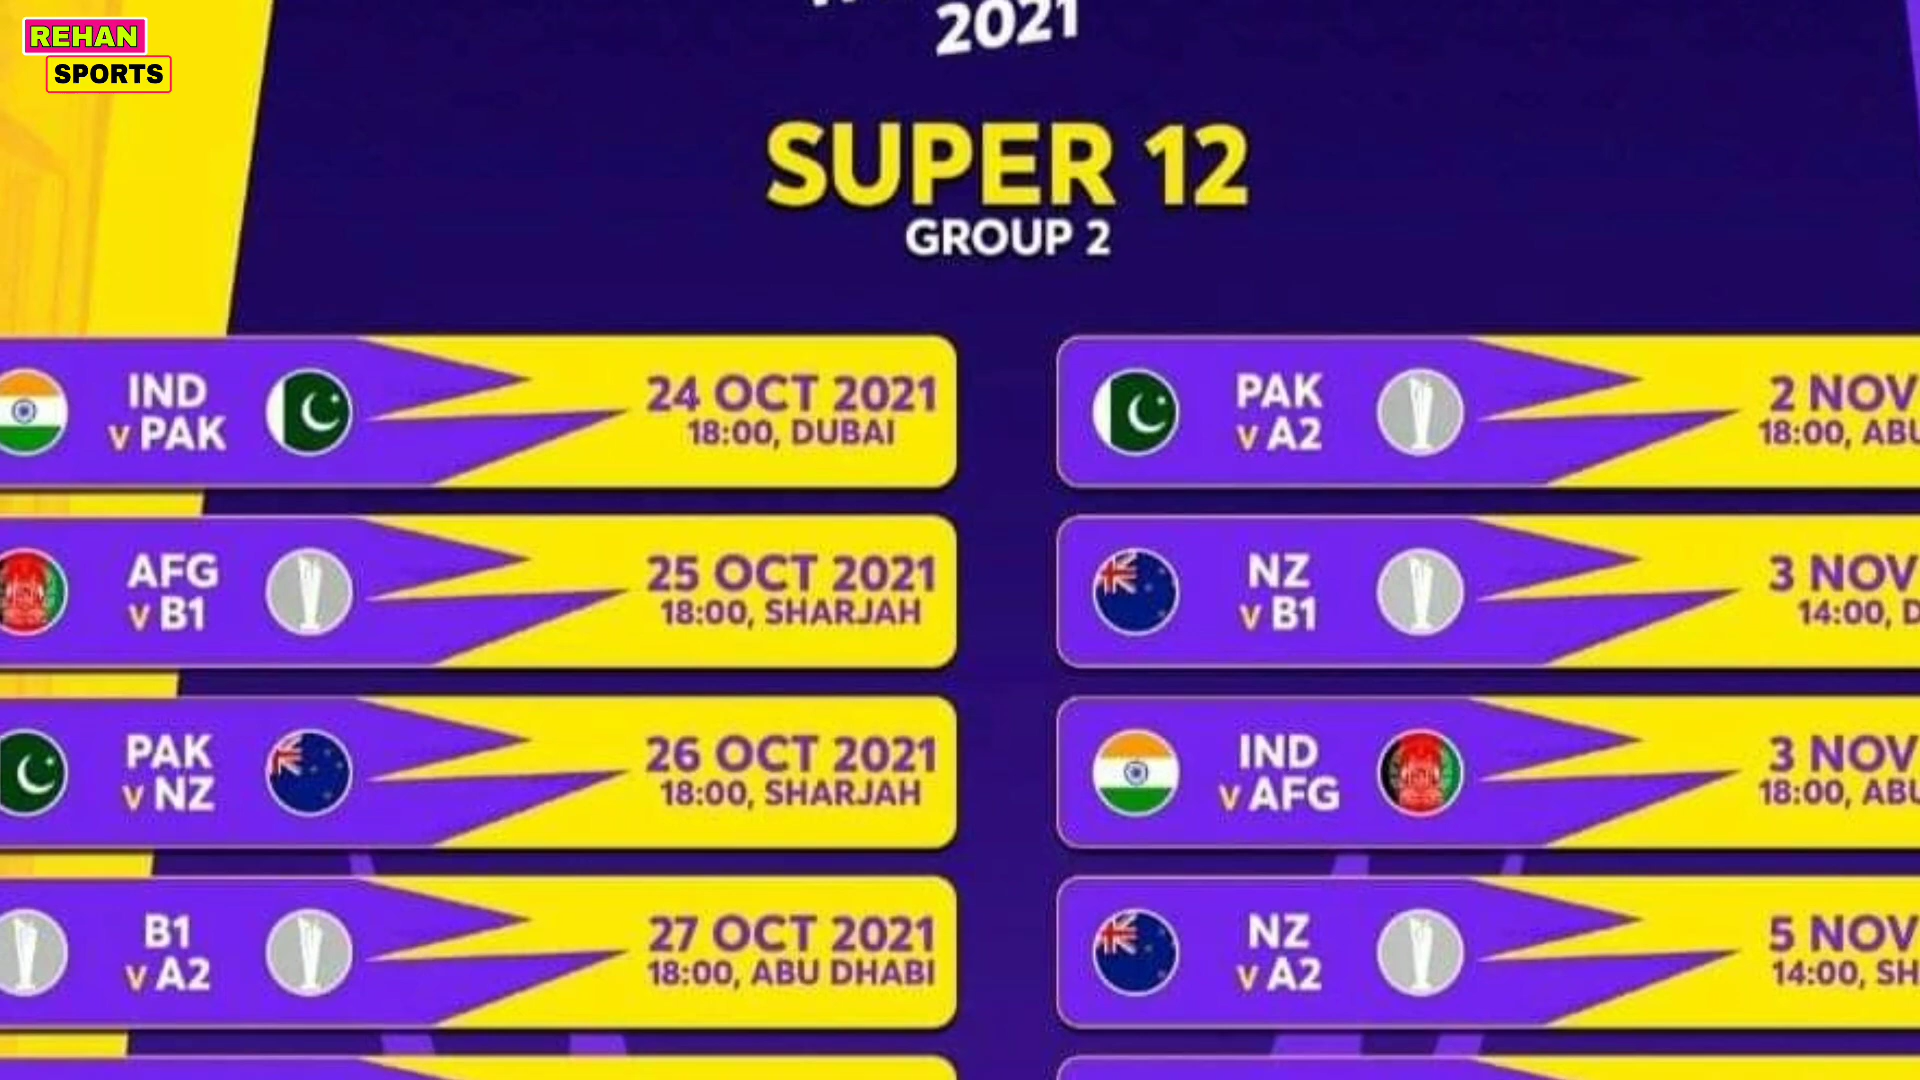 REHAN
SPORTS
2021
SUPER 12
GROUP 2
IND
v PAK
24 OCT 2021
18:00, DUBAI
AFG
v B1
25 OCT 2021
18:00, SHARJAH
PAK
v NZ
26 OCT 2021
18:00, SHARJAH
B1
v A2
27 OCT 2021
18:00, ABU DHABI
PAK
v A2
2 NOV
18:00,
NZ
v B1
3 NOV
14:00,
IND
v AFG
3 NOV
18:00,
NZ
v A2
5 NOV
14:00,